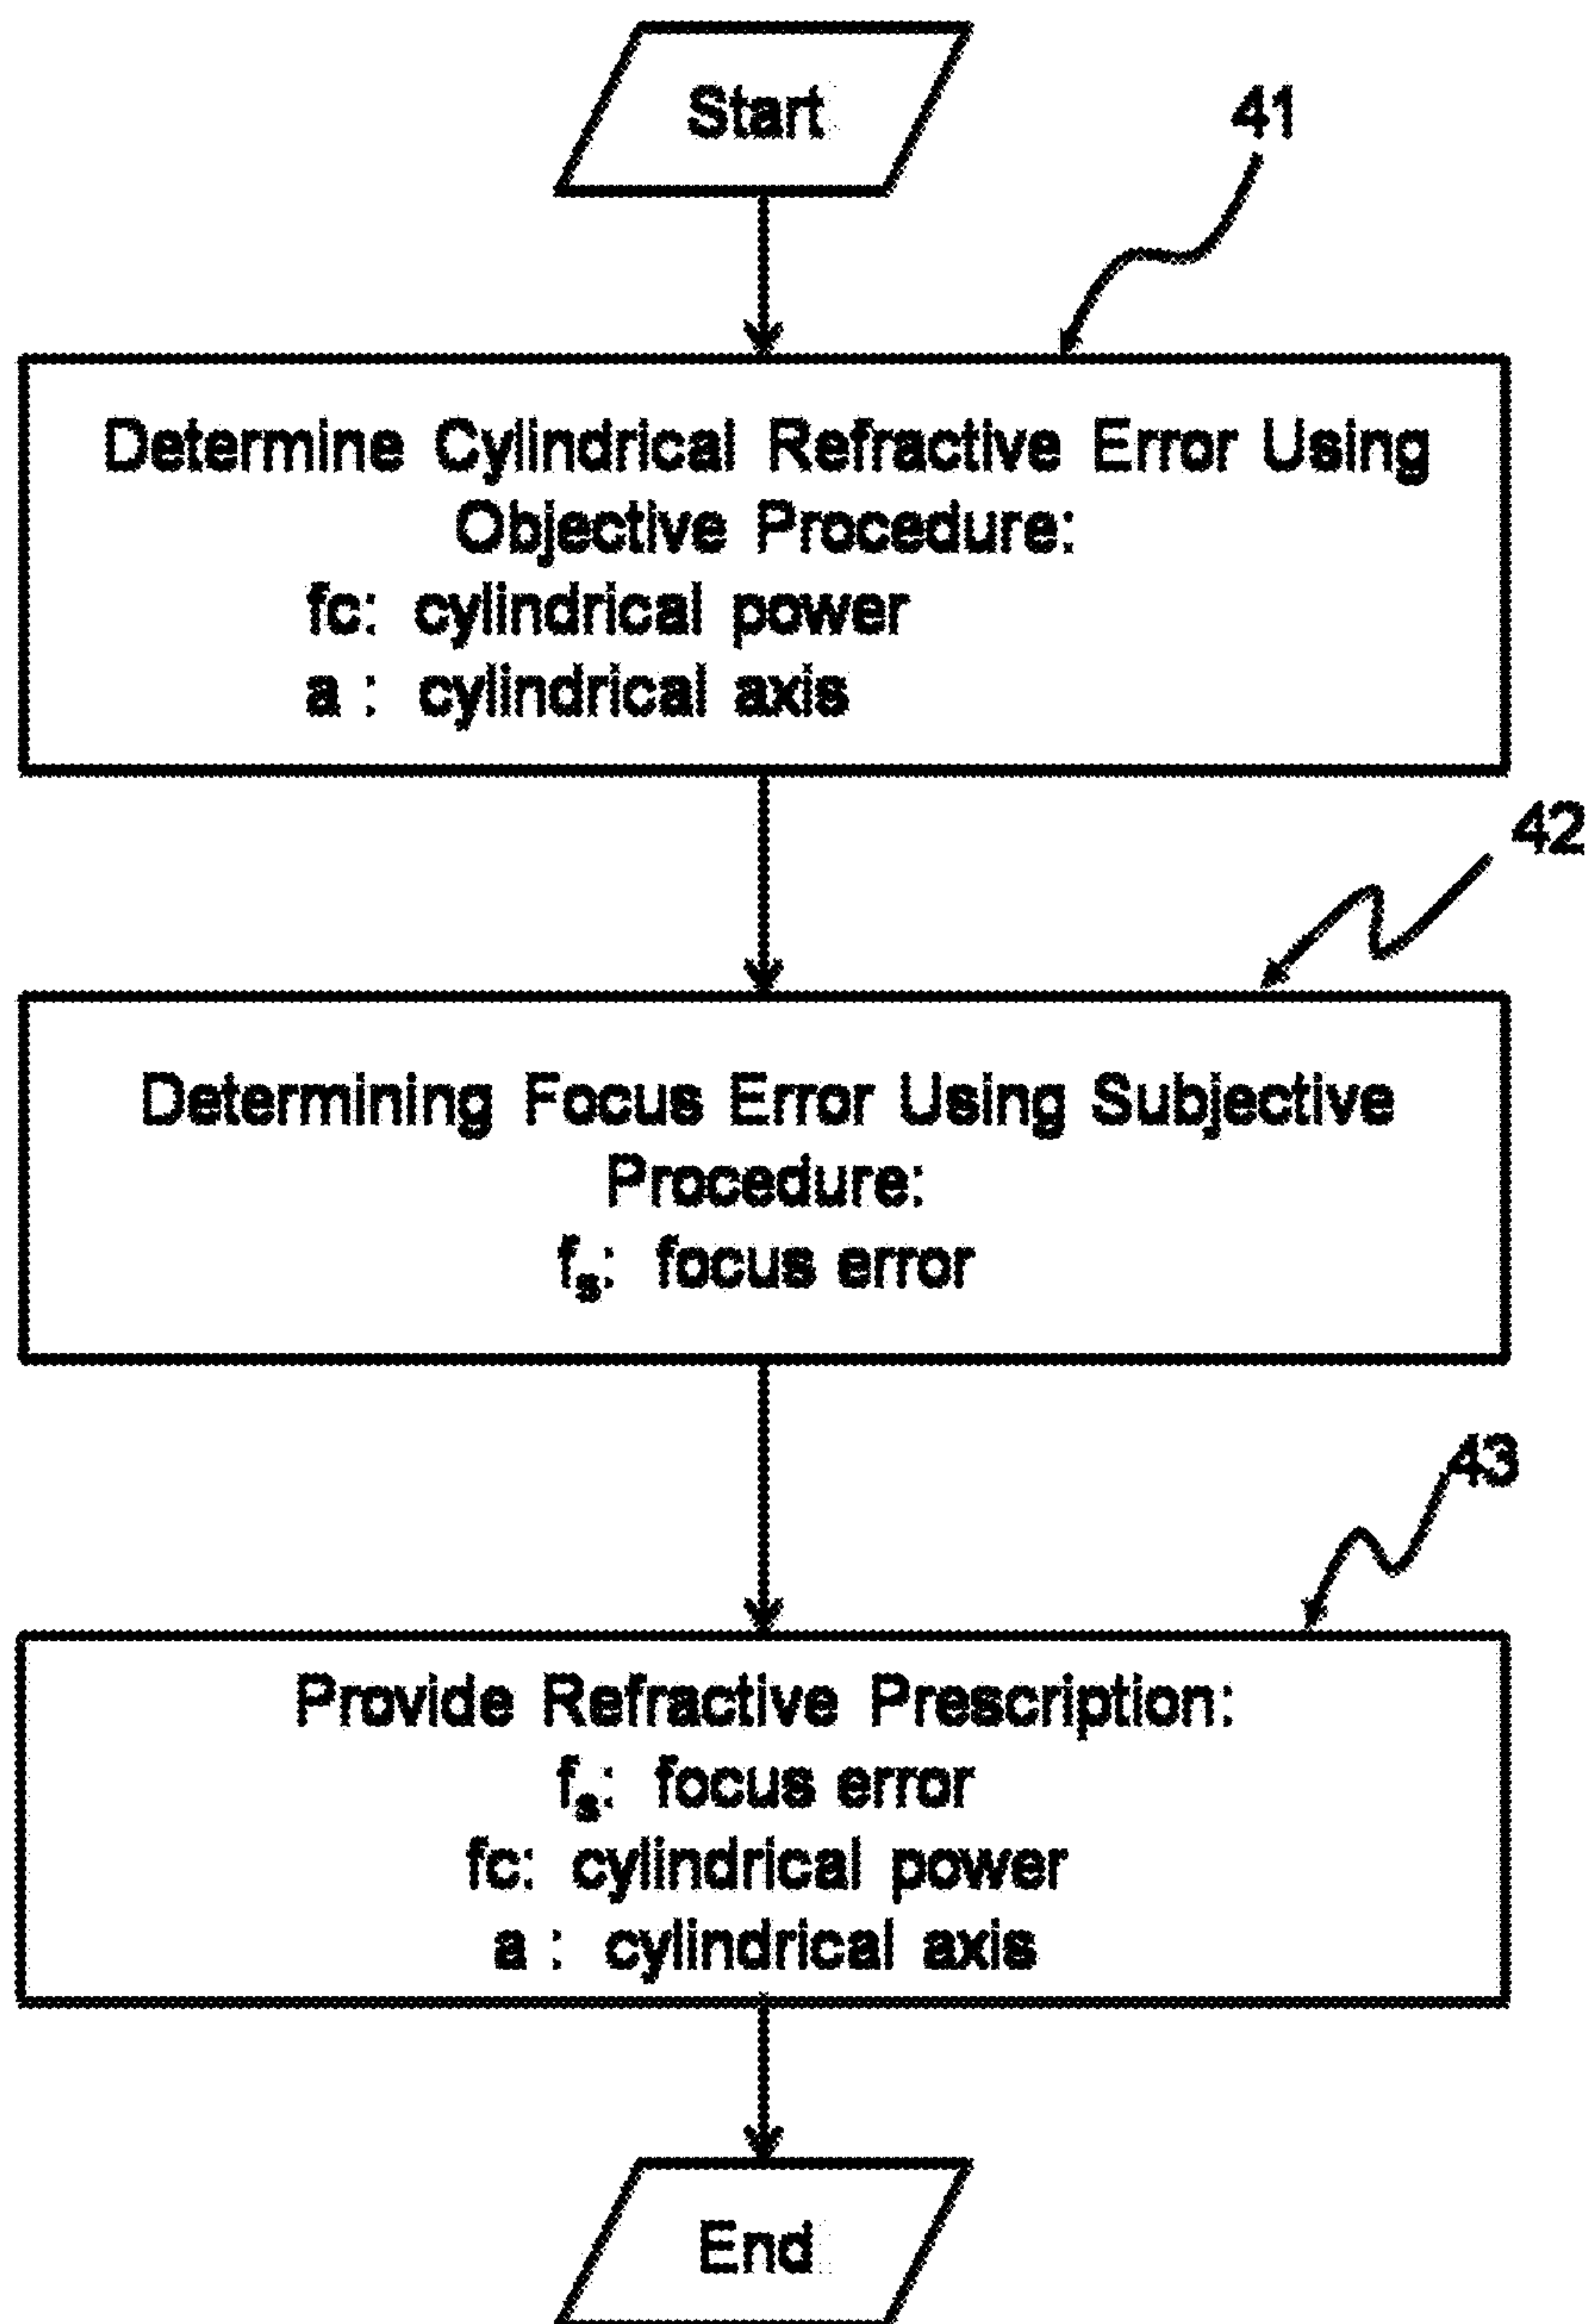 Start
41
Determine Cylindrical Refractive Error Using
Objective Procedure:
fc: cylindrical power
a : cylindrical axis
42
Determining Focus Error Using Subjective
Procedure:
fs: focus error
43
Provide Refractive Prescription:
fs: focus error
fc: cylindrical power
a : cylindrical axis
End